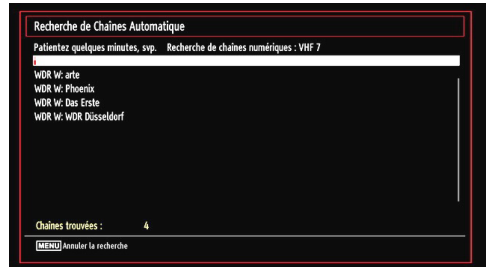 Recherche de Chaînes Automatique
Patientez quelques minutes, svp. Recherche de chaînes numériques : VHF 7
WDR W: arte
WDR W: Phoenix
WDR W: Das Erste
WDR W: WDR Düsseldorf
Chaînes trouvées : 4
MENU Annuler la recherche